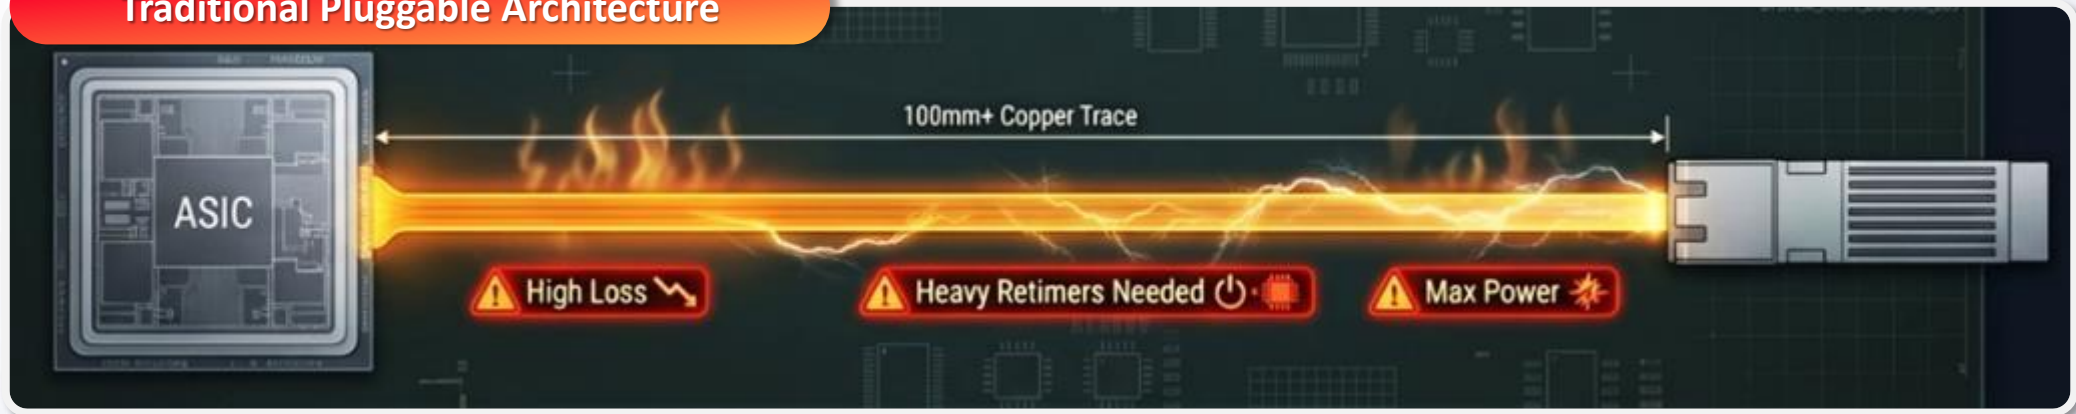 Traditional Pluggable Architecture
100mm+ Copper Trace
ASIC
High Loss
Heavy Retimers Needed
Max Power